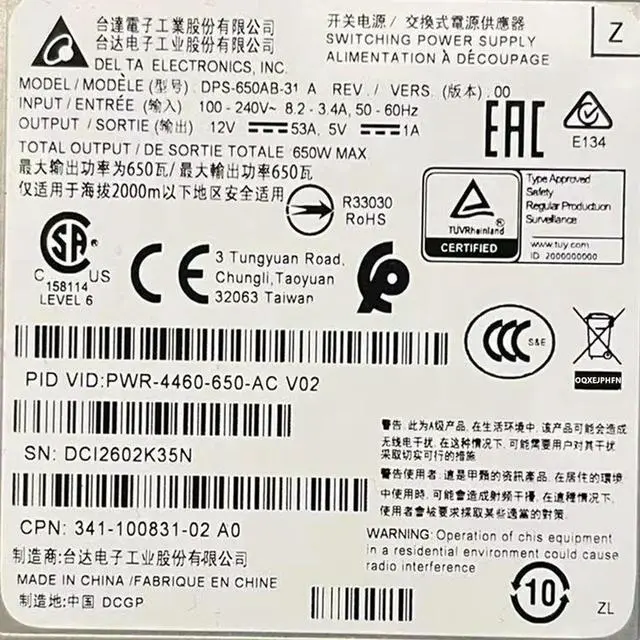 台達電子工業股份有限公司
台达电子工业股份有限公司
DELTA ELECTRONICS, INC.
开关电源 / 交換式電源供應器
SWITCHING POWER SUPPLY
ALIMENTATION À DÉCOUPAGE
Z
MODEL / MODÈLE (型号) : DPS-650AB-31 A REV. / VERS. (版本) : 00
INPUT / ENTRÉE (输入) 100 - 240V~ 8.2 - 3.4A, 50 - 60Hz
OUTPUT / SORTIE (输出) 12V 53A, 5V 1A
TOTAL OUTPUT / DE SORTIE TOTALE 650W MAX
最大输出功率为650瓦/ 最大輸出功率650瓦
仅适用于海拔2000m以下地区安全适用
EAC
E134
R33030
RoHS
TUVRheinland
CERTIFIED
Type Approved
Safety
Regular Production
Surveillance
www.tuy.com
ID 2000000000
SA
C US
158114
LEVEL 6
CE
3 Tungyuan Road,
Chungli,Taoyuan
32063 Taiwan
CCC S&E
OQXEJPHFN
PID VID:PWR-4460-650-AC V02
SN: DCI2602K35N
CPN: 341-100831-02 A0
警告: 此为A级产品, 在生活环境中, 该产品可能会造成
无线电干扰, 在这种情况下, 可能需要用户对其干扰
采取切实可行的措施
警告使用者: 這是甲類的資訊產品, 在居住的環境
中使用時, 可能會造成射頻干擾, 在這種情況下,
使用者會被要求採取某些適當的對策
WARNING: Operation of chis equipment
in a residential environment could cause
radio interference
制造商:台达电子工业股份有限公司
MADE IN CHINA /FABRIQUE EN CHINE
制造地:中国 DCGP
10
ZL